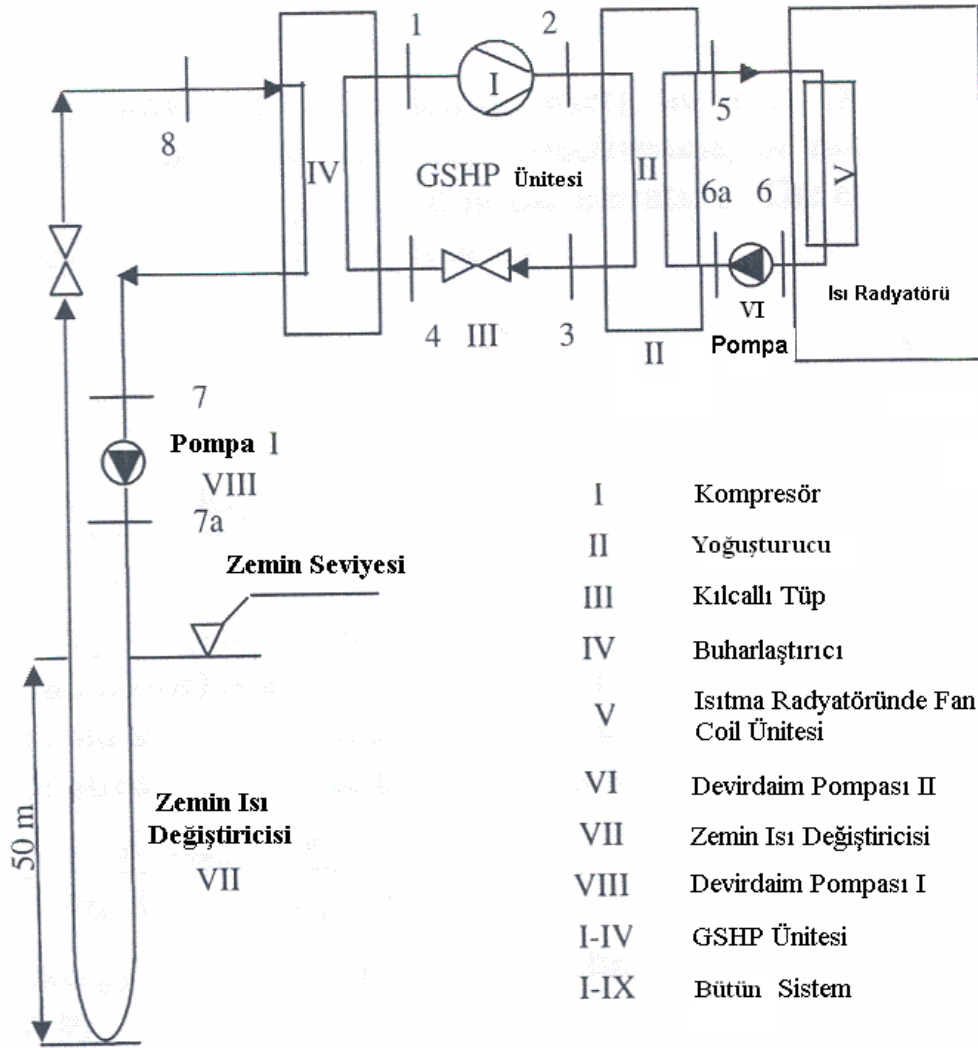 1
2
I
8
IV
GSHP Ünitesi
II
5
V
6a 6
4 III 3
II
VI
Pompa
Isı Radyatörü
7
Pompa I
VIII
7a
Zemin Seviyesi
50 m
Zemin Isı
Değiştiricisi
VII
I Kompresör
II Yoğuşturucu
III Kılcallı Tüp
IV Buharlaştırıcı
V Isıtma Radyatöründe Fan
Coil Ünitesi
VI Devirdaim Pompası II
VII Zemin Isı Değiştiricisi
VIII Devirdaim Pompası I
I-IV GSHP Ünitesi
I-IX Bütün Sistem